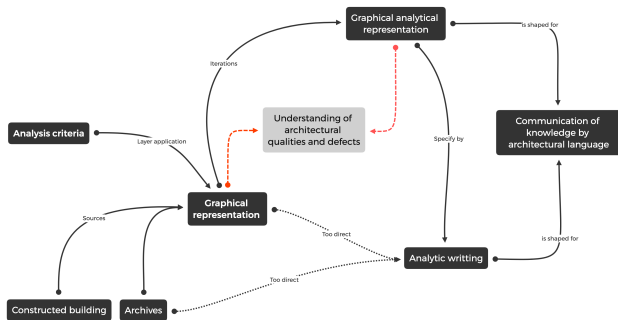 Graphical analytical
representation
is shaped for
Iterations
Understanding of
architectural
qualities and defects
Communication of
knowledge by
architectural language
Analysis criteria
Layer application
Specify by
Graphical
representation
Sources
Too direct
is shaped for
Analytic writting
Too direct
Constructed building
Archives